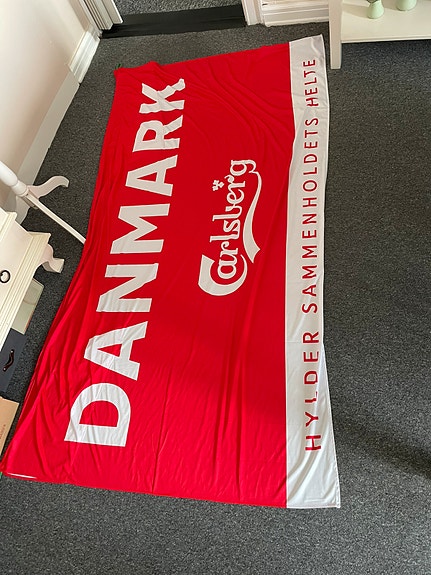 DANMARK
Carlsberg
HYLDER SAMMENHOLDETS HELTE